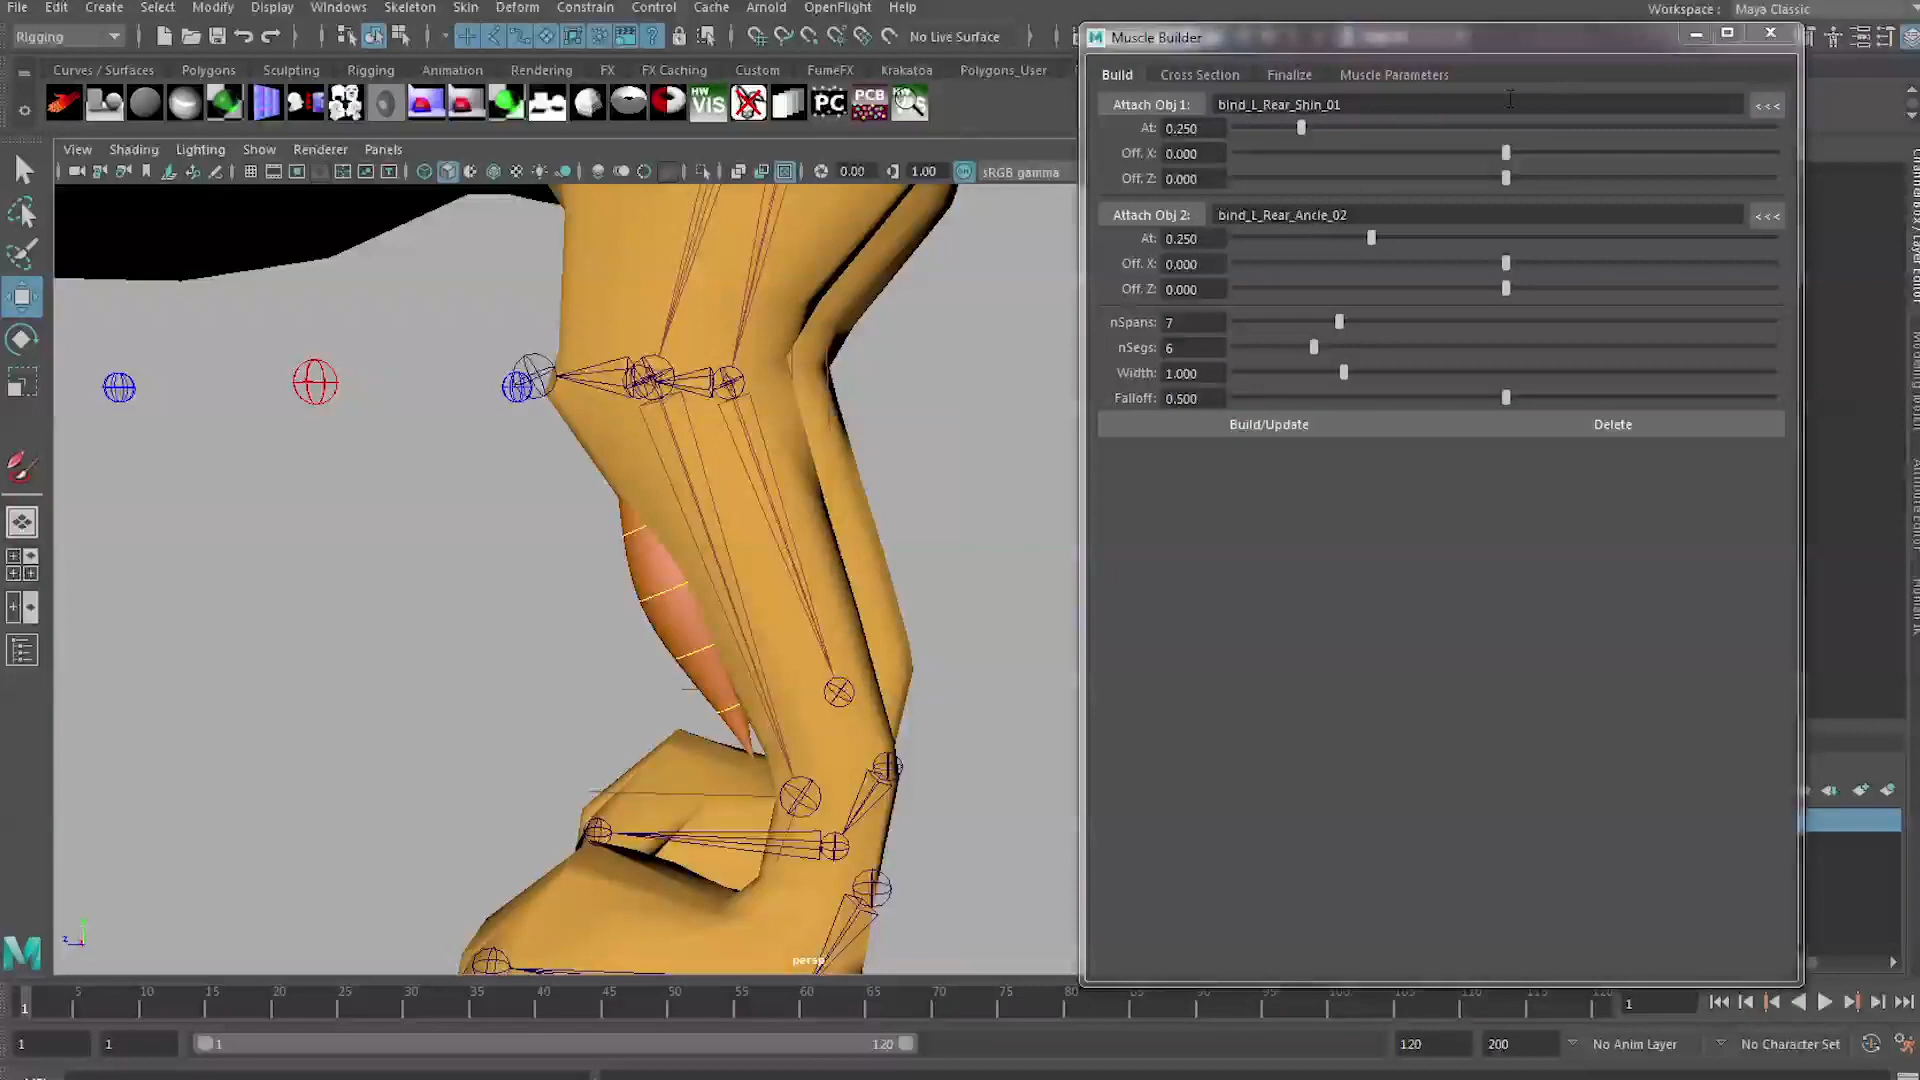 File Edit Create Select Modify Display Windows Skeleton Skin Deform Constrain Control Cache Arnold OpenFlight Help
Workspace : Maya Classic
Rigging
No Live Surface
Curves / Surfaces Polygons Sculpting Rigging Animation Rendering FX FX Caching Custom FumeFX Krakatoa Polygons_User
HW VIS PC PCB
View Shading Lighting Show Renderer Panels
0.00 1.00 sRGB gamma
Muscle Builder
Build Cross Section Finalize Muscle Parameters
Attach Obj 1: bind_L_Rear_Shin_01 <<<
At: 0.250
Off. X: 0.000
Off. Z: 0.000
Attach Obj 2: bind_L_Rear_Ancle_02 <<<
At: 0.250
Off. X: 0.000
Off. Z: 0.000
nSpans: 7
nSegs: 6
Width: 1.000
Falloff: 0.500
Build/Update Delete
z
persp
1 5 10 15 20 25 30 35 40 45 50 55 60 65 70 75 80 1
1 1 1 120 120 200 No Anim Layer No Character Set